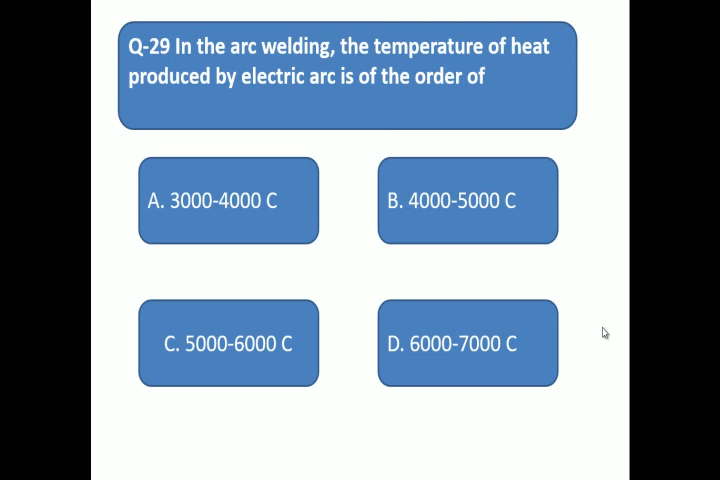 Q-29 In the arc welding, the temperature of heat
produced by electric arc is of the order of
A. 3000-4000 C
B. 4000-5000 C
C. 5000-6000 C
D. 6000-7000 C